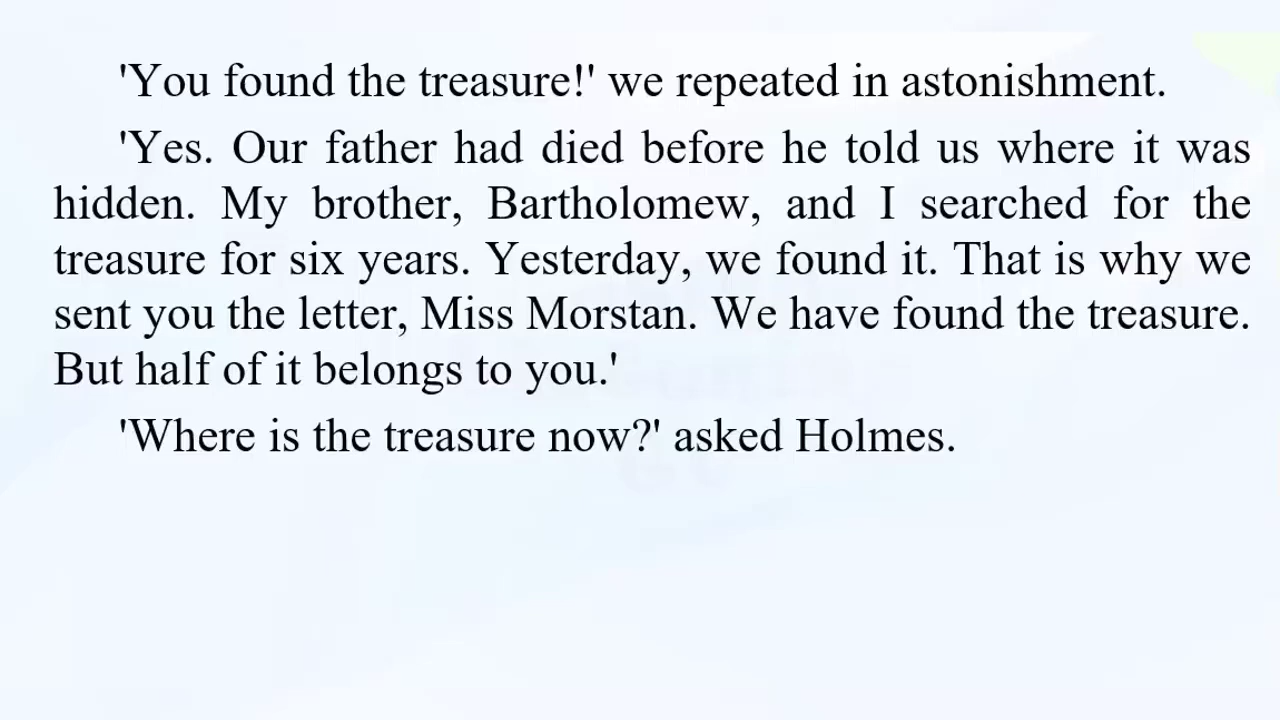 'You found the treasure!' we repeated in astonishment.
'Yes. Our father had died before he told us where it was
hidden. My brother, Bartholomew, and I searched for the
treasure for six years. Yesterday, we found it. That is why we
sent you the letter, Miss Morstan. We have found the treasure.
But half of it belongs to you.'
'Where is the treasure now?' asked Holmes.